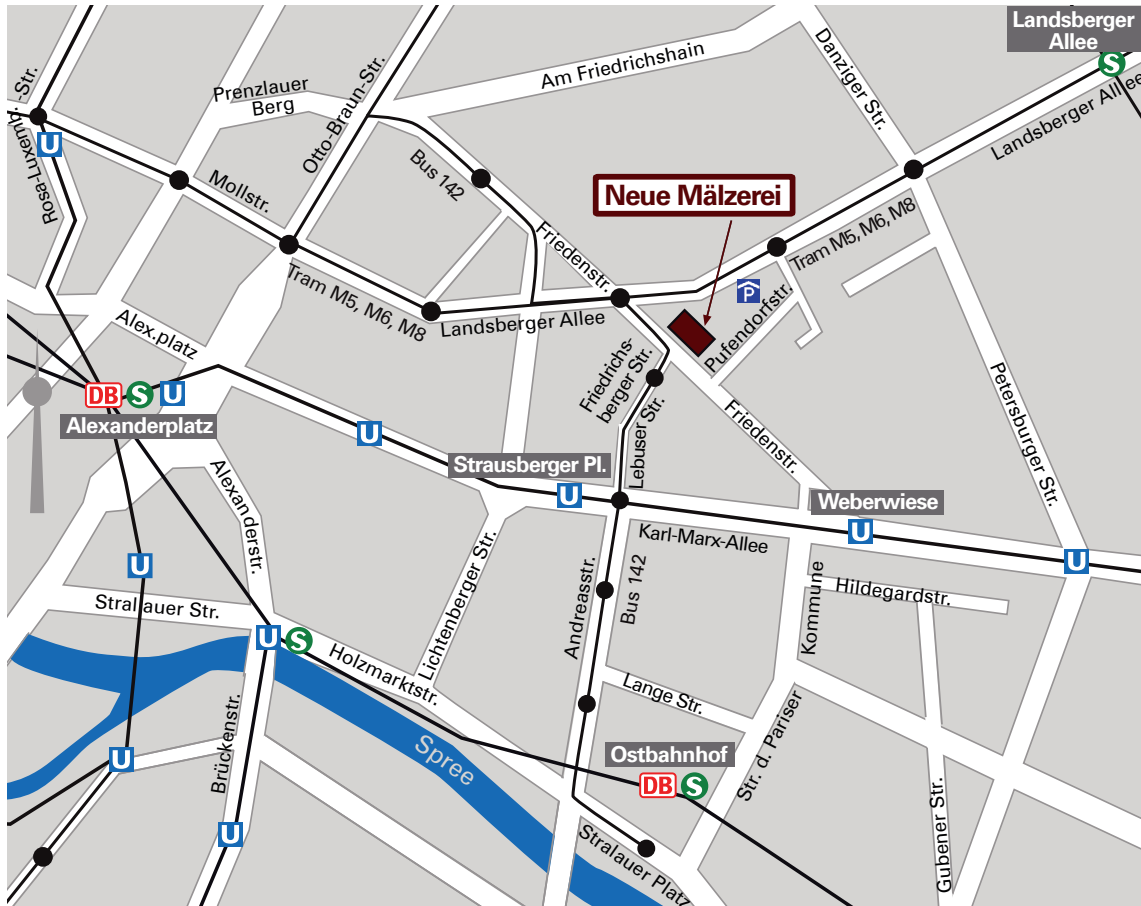 Landsberger
Allee
S
Danziger Str.
Am Friedrichshain
Landsberger Allee
Prenzlauer
Berg
Otto-Braun-Str.
Rosa-Luxemb.-Str.
U
Bus 142
Mollstr.
Neue Mälzerei
Friedenstr.
Tram M5, M6, M8
Tram M5, M6, M8
P
Landsberger Allee
Pufendorfstr.
Alex.platz
Friedrichs-
berger Str.
DB
S
U
Alexanderplatz
U
Petersburger Str.
Friedenstr.
Lebuser Str.
Strausberger Pl.
U
Weberwiese
U
Alexanderstr.
Karl-Marx-Allee
U
U
Lichtenberger Str.
Andreasstr.
Bus 142
Kommune
Hildegardstr.
Stralauer Str.
U
S
Holzmarktstr.
Lange Str.
Brückenstr.
Spree
U
Ostbahnhof
DB
S
Str. d. Pariser
Gubener Str.
U
Stralauer Platz